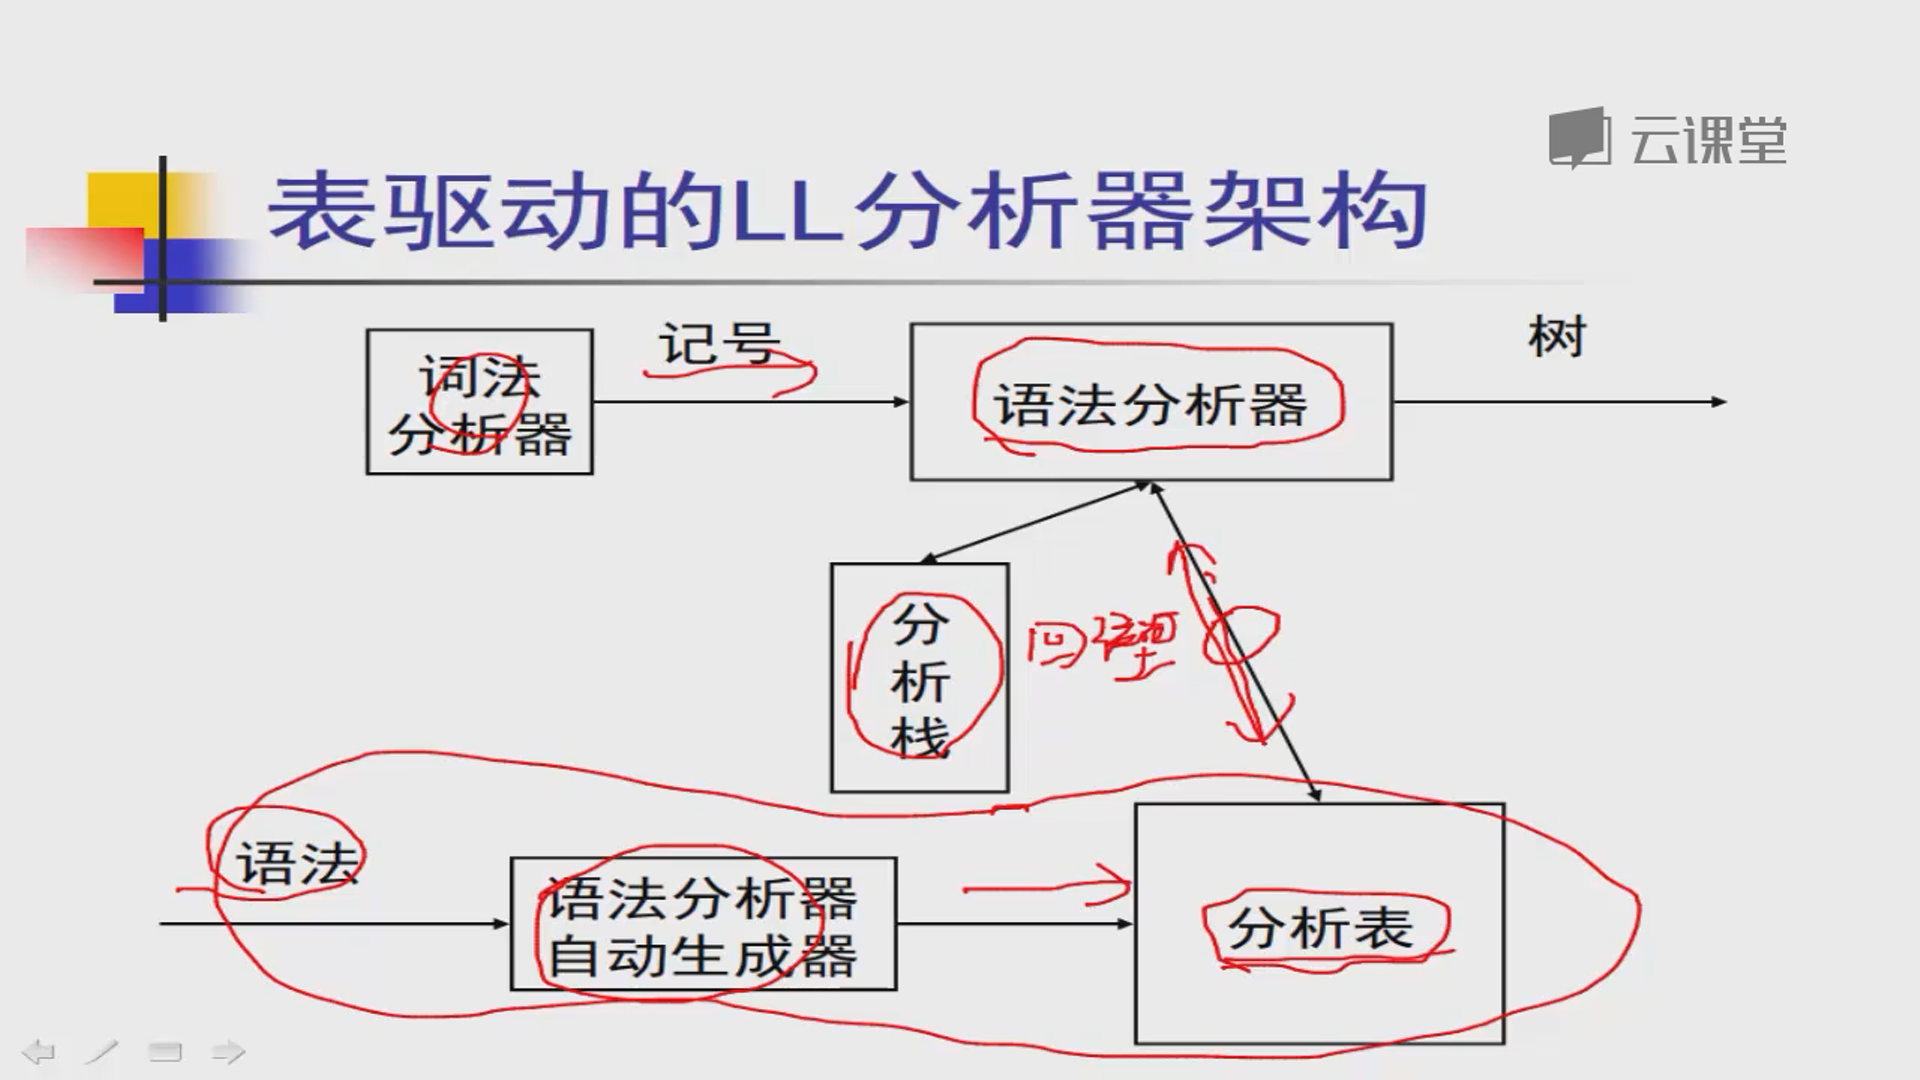 云课堂
表驱动的LL分析器架构
词法
分析器
记号
语法分析器
树
分
析
栈
语法
语法分析器
自动生成器
分析表